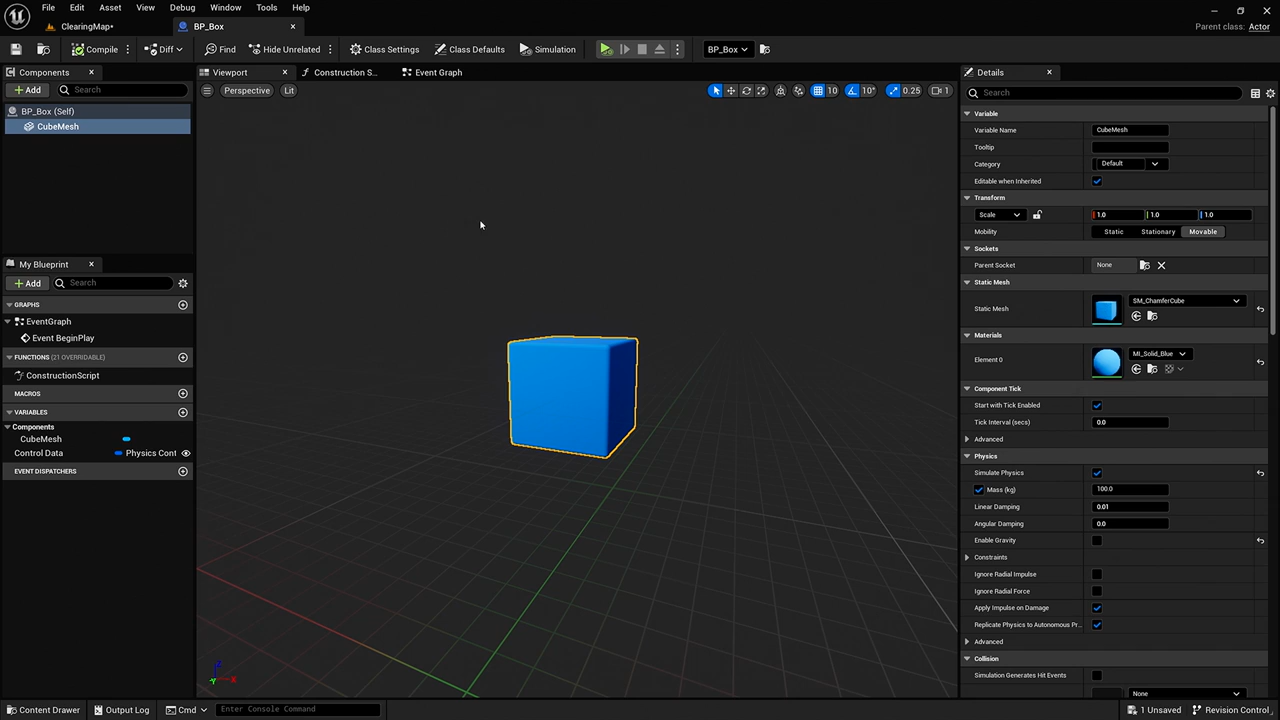 File Edit Asset View Debug Window Tools Help
ClearingMap* BP_Box
Parent class: Actor
Compile Diff Find Hide Unrelated Class Settings Class Defaults Simulation BP_Box
Components
Viewport Construction S... Event Graph
Details
Add Search
Perspective Lit 10 10° 0.25 1
Search
BP_Box (Self)
CubeMesh
My Blueprint
Add Search
GRAPHS
EventGraph
Event BeginPlay
FUNCTIONS (21 OVERRIDABLE)
ConstructionScript
MACROS
VARIABLES
Components
CubeMesh
Control Data Physics Cont
EVENT DISPATCHERS
Variable
Variable Name CubeMesh
Tooltip
Category Default
Editable when Inherited
Transform
Scale 1.0 1.0 1.0
Mobility Static Stationary Movable
Sockets
Parent Socket None
Static Mesh
Static Mesh SM_ChamferCube
Materials
Element 0 MI_Solid_Blue
Component Tick
Start with Tick Enabled
Tick Interval (secs) 0.0
Advanced
Physics
Simulate Physics
Mass (kg) 100.0
Linear Damping 0.01
Angular Damping 0.0
Enable Gravity
Constraints
Ignore Radial Impulse
Ignore Radial Force
Apply Impulse on Damage
Replicate Physics to Autonomous Pr...
Advanced
Collision
Simulation Generates Hit Events
None
Z
Y X
Content Drawer Output Log Cmd Enter Console Command 1 Unsaved Revision Control